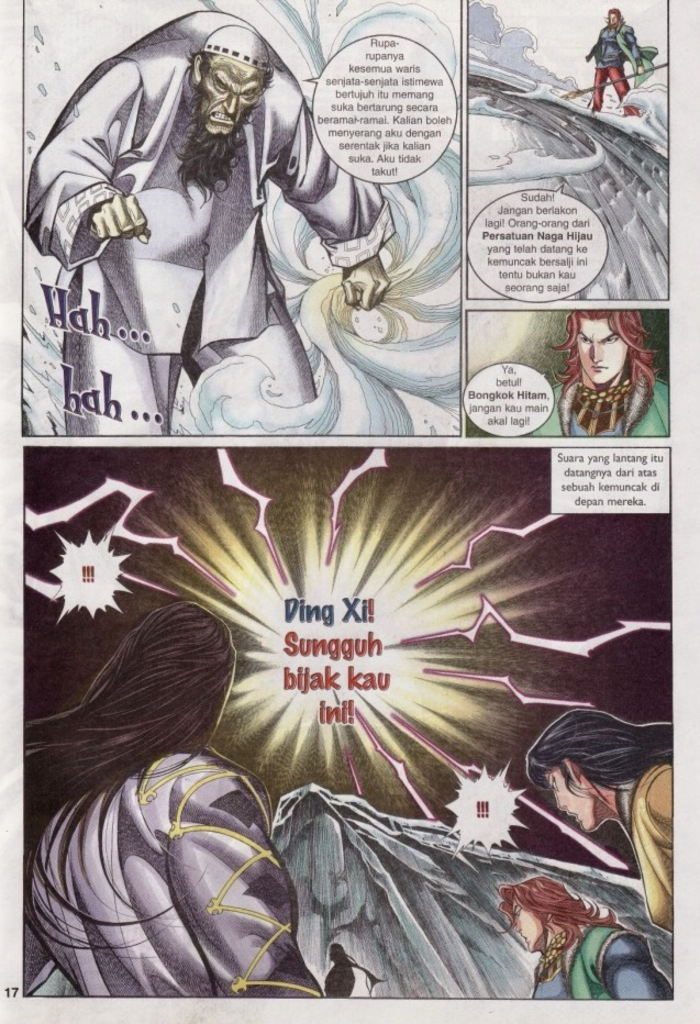 Rupa-
rupanya
kesemua waris
senjata-senjata istimewa
bertujuh itu memang
suka bertarung secara
beramai-ramai. Kalian boleh
menyerang aku dengan
serentak jika kalian
suka. Aku tidak
takut!
Hah...
hah...
Sudah!
Jangan berlakon
lagi! Orang-orang dari
Persatuan Naga Hijau
yang telah datang ke
kemuncak bersalji ini
tentu bukan kau
seorang saja!
Ya,
betul!
Bongkok Hitam,
jangan kau main
akal lagi!
Suara yang lantang itu
datangnya dari atas
sebuah kemuncak di
depan mereka.
!!!
Ding Xi!
Sungguh
bijak kau
ini!
!!!
17